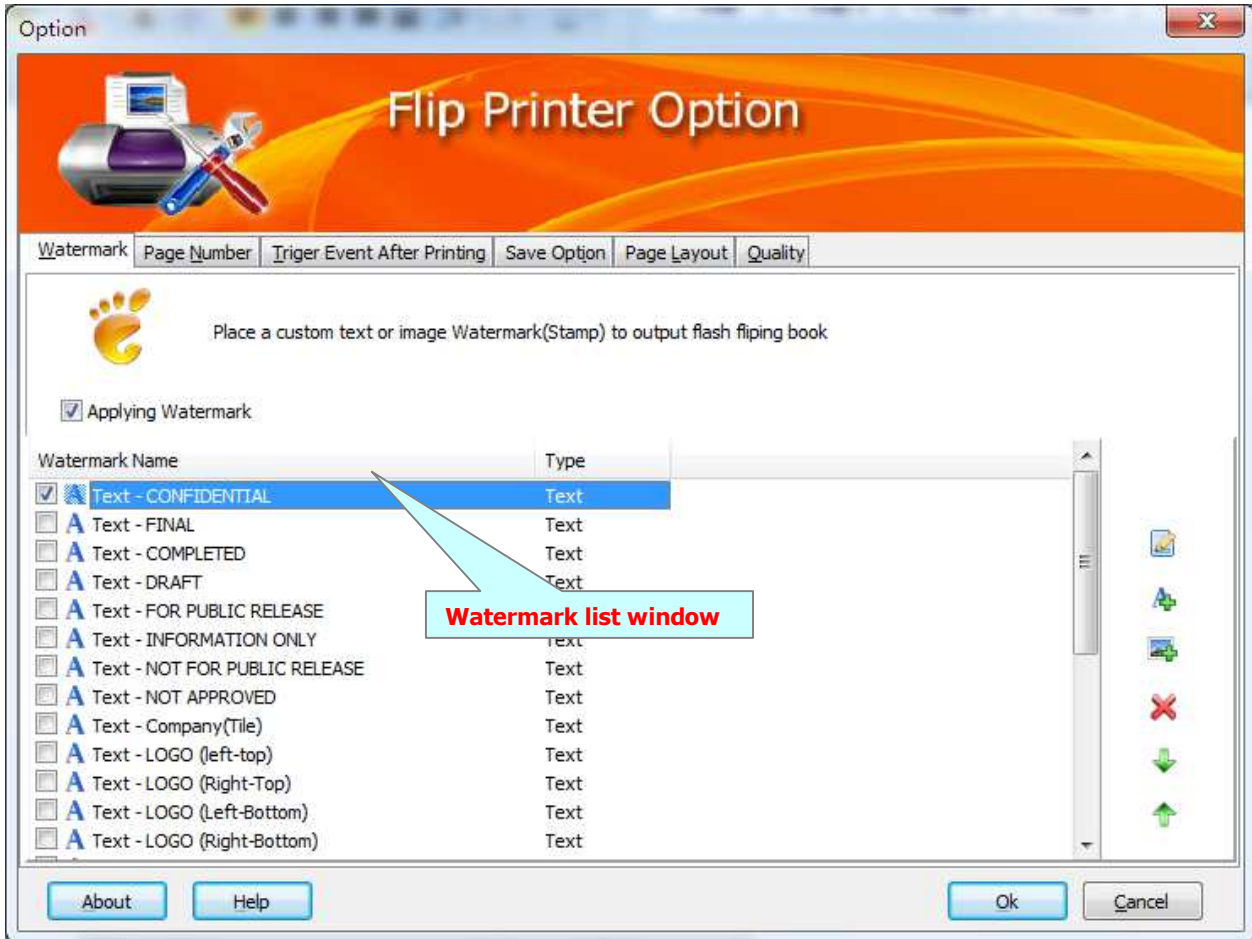 Option
Flip Printer Option
Watermark Page Number Triger Event After Printing Save Option Page Layout Quality
Place a custom text or image Watermark(Stamp) to output flash fliping book
Applying Watermark
Watermark Name Type
Text - CONFIDENTIAL Text
Text - FINAL Text
Text - COMPLETED Text
Text - DRAFT Text
Text - FOR PUBLIC RELEASE
Watermark list window
Text - INFORMATION ONLY Text
Text - NOT FOR PUBLIC RELEASE Text
Text - NOT APPROVED Text
Text - Company(Tile) Text
Text - LOGO (left-top) Text
Text - LOGO (Right-Top) Text
Text - LOGO (Left-Bottom) Text
Text - LOGO (Right-Bottom) Text
About Help Ok Cancel